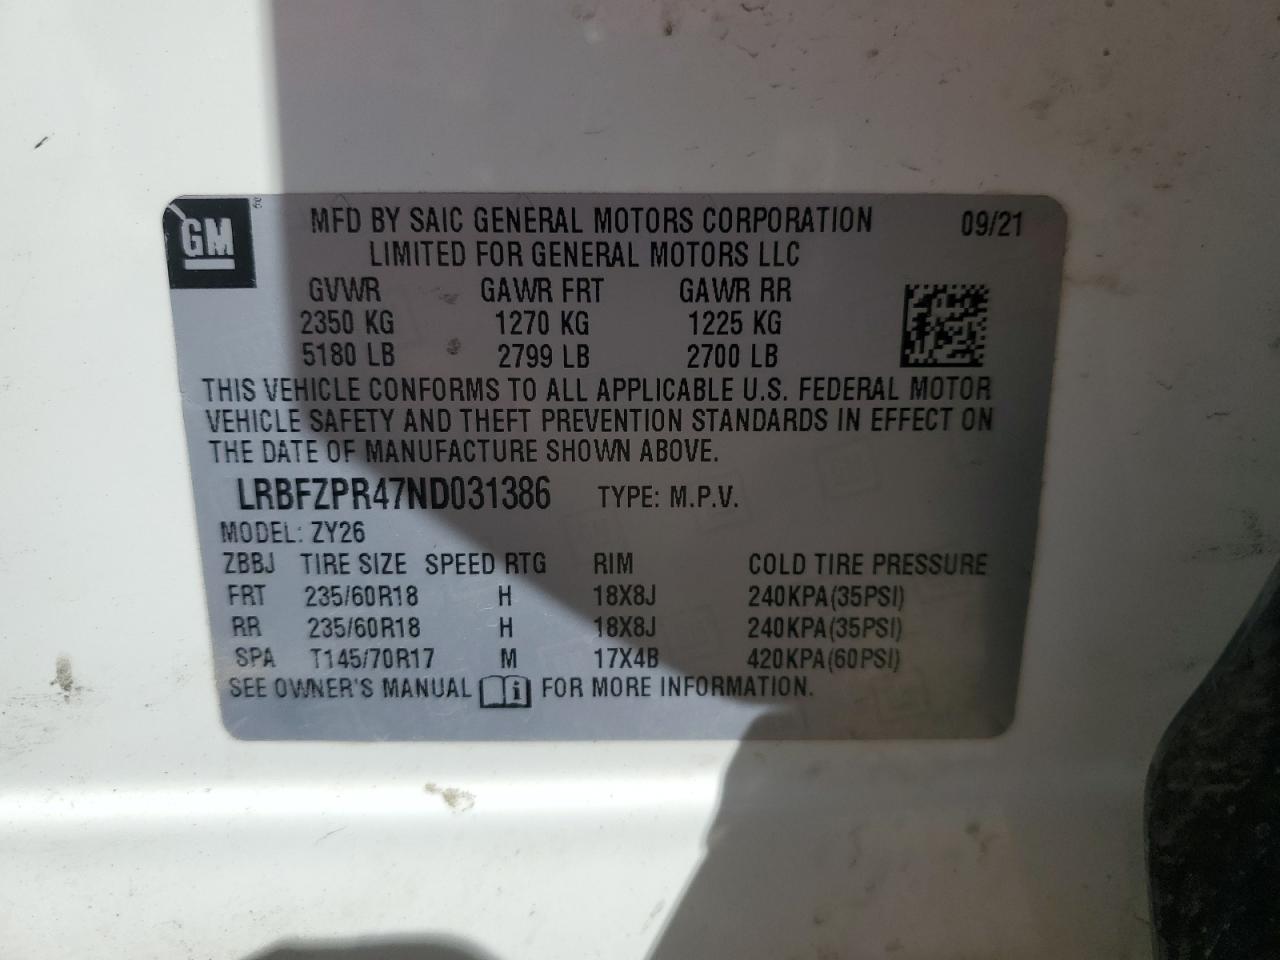 GM
MFD BY SAIC GENERAL MOTORS CORPORATION 09/21
LIMITED FOR GENERAL MOTORS LLC
GVWR GAWR FRT GAWR RR
2350 KG 1270 KG 1225 KG
5180 LB 2799 LB 2700 LB
THIS VEHICLE CONFORMS TO ALL APPLICABLE U.S. FEDERAL MOTOR
VEHICLE SAFETY AND THEFT PREVENTION STANDARDS IN EFFECT ON
THE DATE OF MANUFACTURE SHOWN ABOVE.
LRBFZPR47ND031386 TYPE: M.P.V.
MODEL: ZY26
ZBBJ TIRE SIZE SPEED RTG RIM COLD TIRE PRESSURE
FRT 235/60R18 H 18X8J 240KPA(35PSI)
RR 235/60R18 H 18X8J 240KPA(35PSI)
SPA T145/70R17 M 17X4B 420KPA(60PSI)
SEE OWNER'S MANUAL i FOR MORE INFORMATION.